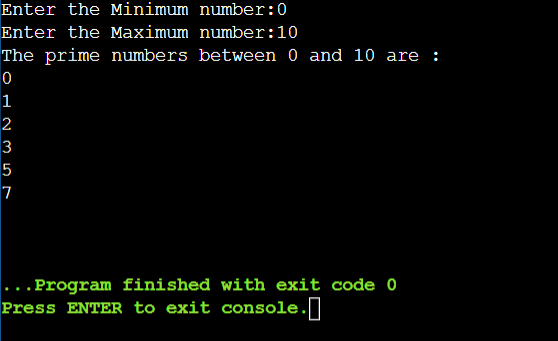 Enter the Minimum number:0
Enter the Maximum number:10
The prime numbers between 0 and 10 are :
0
1
2
3
5
7
...Program finished with exit code 0
Press ENTER to exit console.